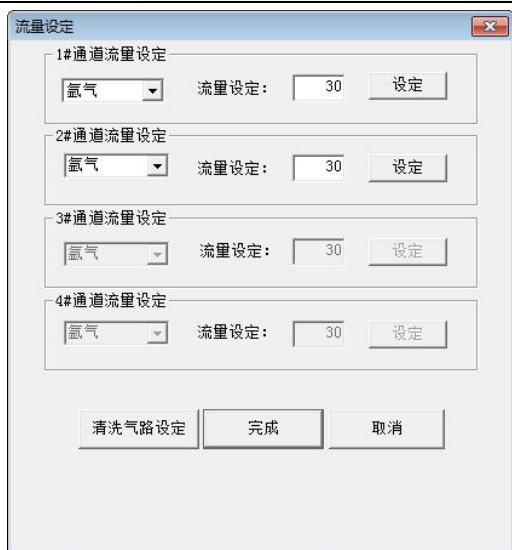 流量设定
1#通道流量设定
氩气 流量设定： 30 设定
2#通道流量设定
氩气 流量设定： 30 设定
3#通道流量设定
氩气 流量设定： 30 设定
4#通道流量设定
氩气 流量设定： 30 设定
清洗气路设定 完成 取消